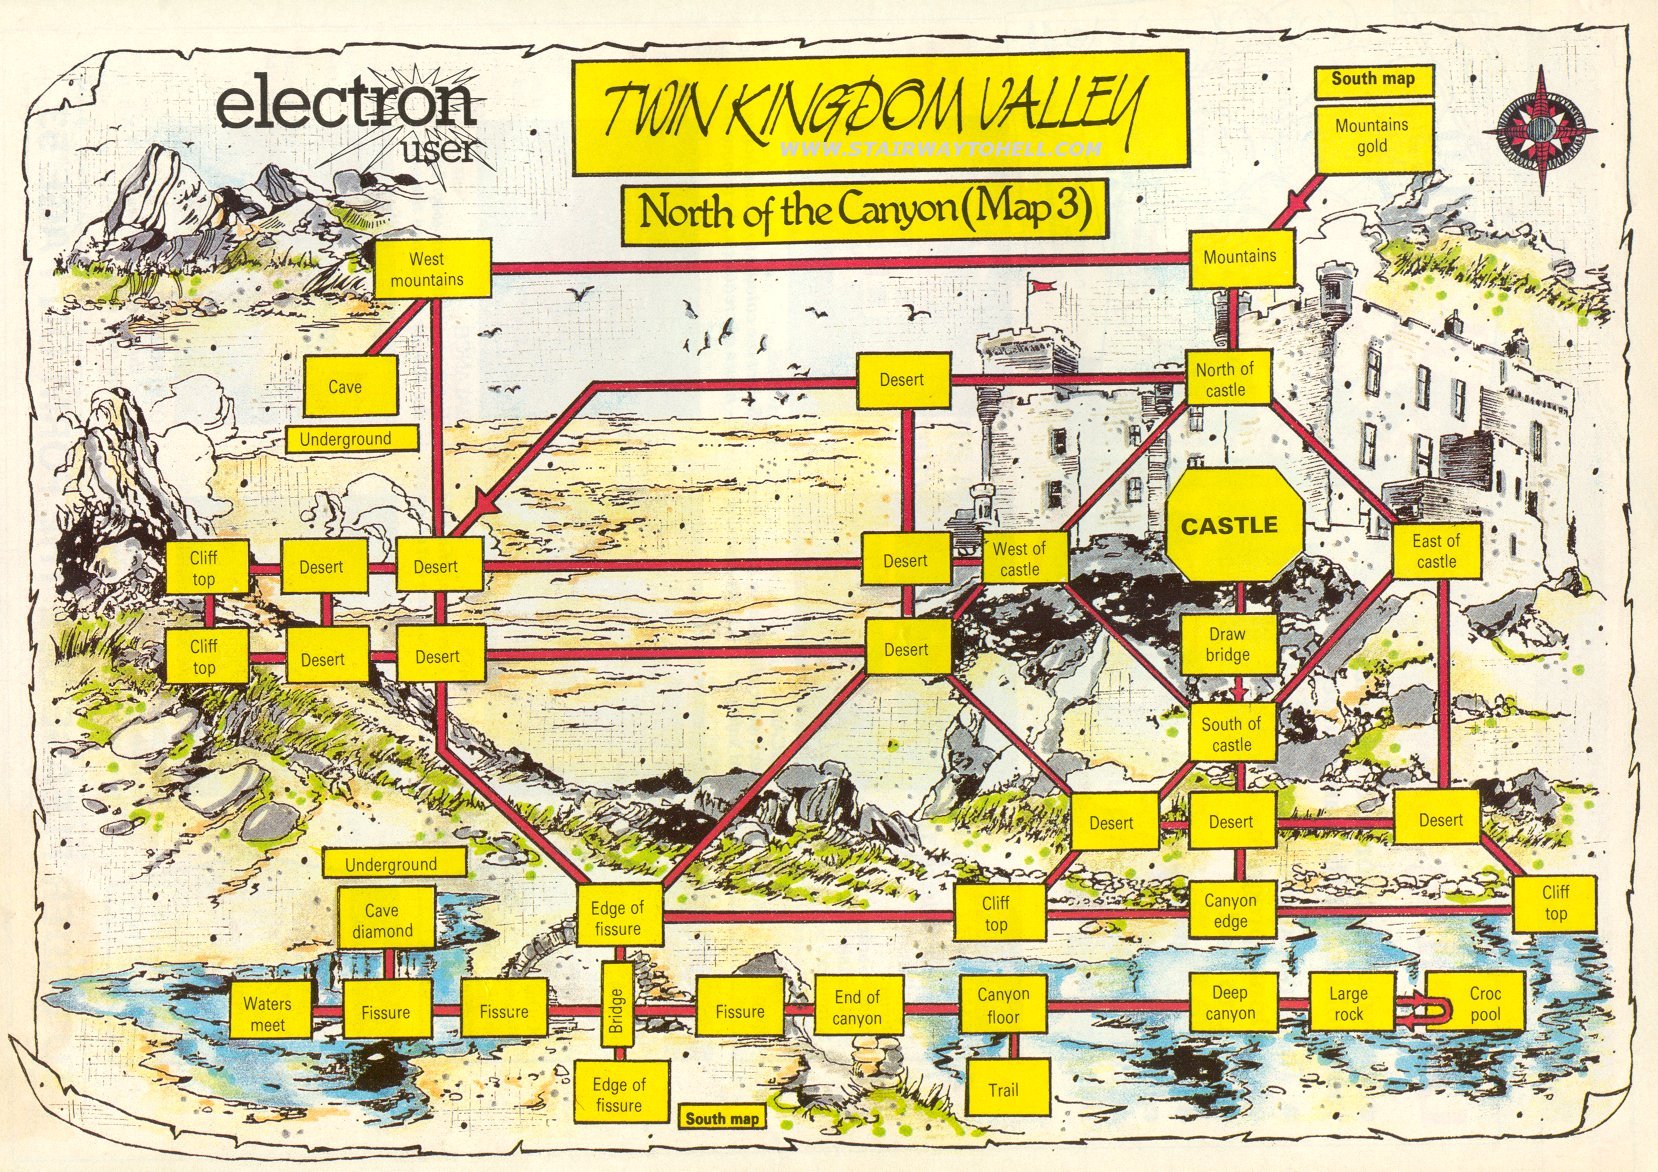 electron
user
TWIN KINGDOM VALLEY
WWW.STAIRWAYTOHELL.COM
North of the Canyon (Map 3)
South map
Mountains
gold
West
mountains
Mountains
Cave
Underground
Desert
North of
castle
CASTLE
Cliff
top
Desert
Desert
Desert
West of
castle
East of
castle
Cliff
top
Desert
Desert
Desert
Draw
bridge
South of
castle
Desert
Desert
Desert
Underground
Cave
diamond
Edge of
fissure
Cliff
top
Canyon
edge
Cliff
top
Waters
meet
Fissure
Fissure
Bridge
Fissure
End of
canyon
Canyon
floor
Deep
canyon
Large
rock
Croc
pool
Edge of
fissure
South map
Trail